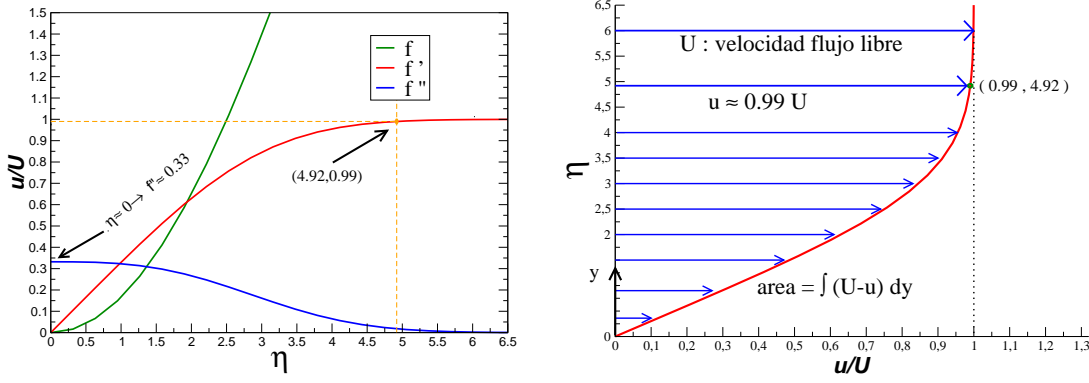 1.5
1.4
1.3
1.2
1.1
1
0.9
0.8
0.7
0.6
0.5
0.4
0.3
0.2
0.1
0
u/U
f
f '
f "
(4.92,0.99)
η ≈ 0 → f" ≈ 0.33
0 0.5 1 1.5 2 2.5 3 3.5 4 4.5 5 5.5 6 6.5
η
6,5
6
5,5
5
4,5
4
3,5
3
2,5
2
0
η
y
U : velocidad flujo libre
( 0.99 , 4.92 )
u ≈ 0.99 U
area = ∫ (U-u) dy
0 0,1 0,2 0,3 0,4 0,5 0,6 0,7 0,8 0,9 1 1,1 1,2 1,3
u/U